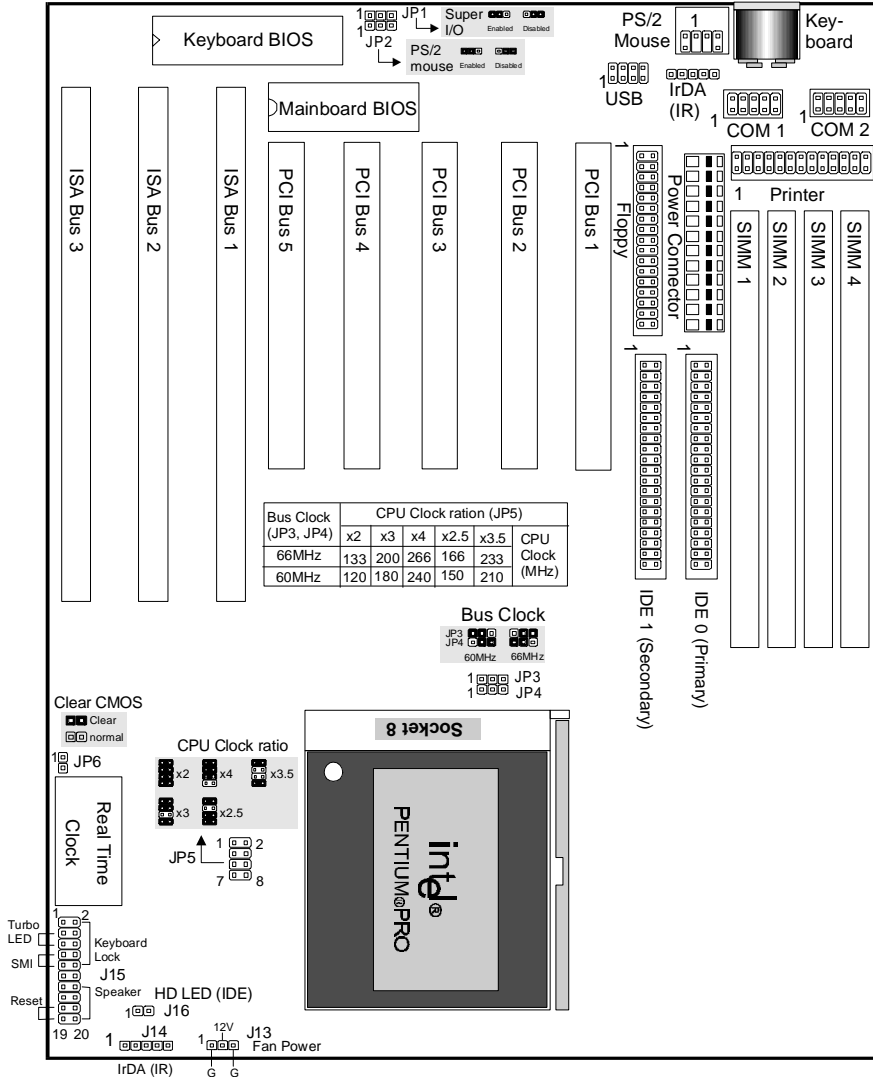 Keyboard BIOS
1 JP1
1
JP2
Super I/O
Enabled Disabled
PS/2 mouse
Enabled Disabled
PS/2 Mouse
1
Key-board
1
USB
IrDA (IR)
1
COM 1
1
COM 2
Mainboard BIOS
ISA Bus 3
ISA Bus 2
ISA Bus 1
PCI Bus 5
PCI Bus 4
PCI Bus 3
PCI Bus 2
PCI Bus 1
1
Floppy
Power Connector
1 Printer
SIMM 1
SIMM 2
SIMM 3
SIMM 4
1
IDE 1 (Secondary)
1
IDE 0 (Primary)
Bus Clock (JP3, JP4)
CPU Clock ration (JP5)
x2 x3 x4 x2.5 x3.5
CPU Clock (MHz)
66MHz 133 200 266 166 233
60MHz 120 180 240 150 210
Bus Clock
JP3
JP4
60MHz 66MHz
1 JP3
1 JP4
Clear CMOS
Clear
normal
1 JP6
Real Time Clock
CPU Clock ratio
x2 x4 x3.5
x3 x2.5
1 2
JP5
7 8
Socket 8
intel®
PENTIUM®PRO
1 2
Turbo LED
Keyboard Lock
SMI
J15
Speaker
Reset
19 20
HD LED (IDE)
1 J16
J14
1
IrDA (IR)
12V
1 J13
Fan Power
G G